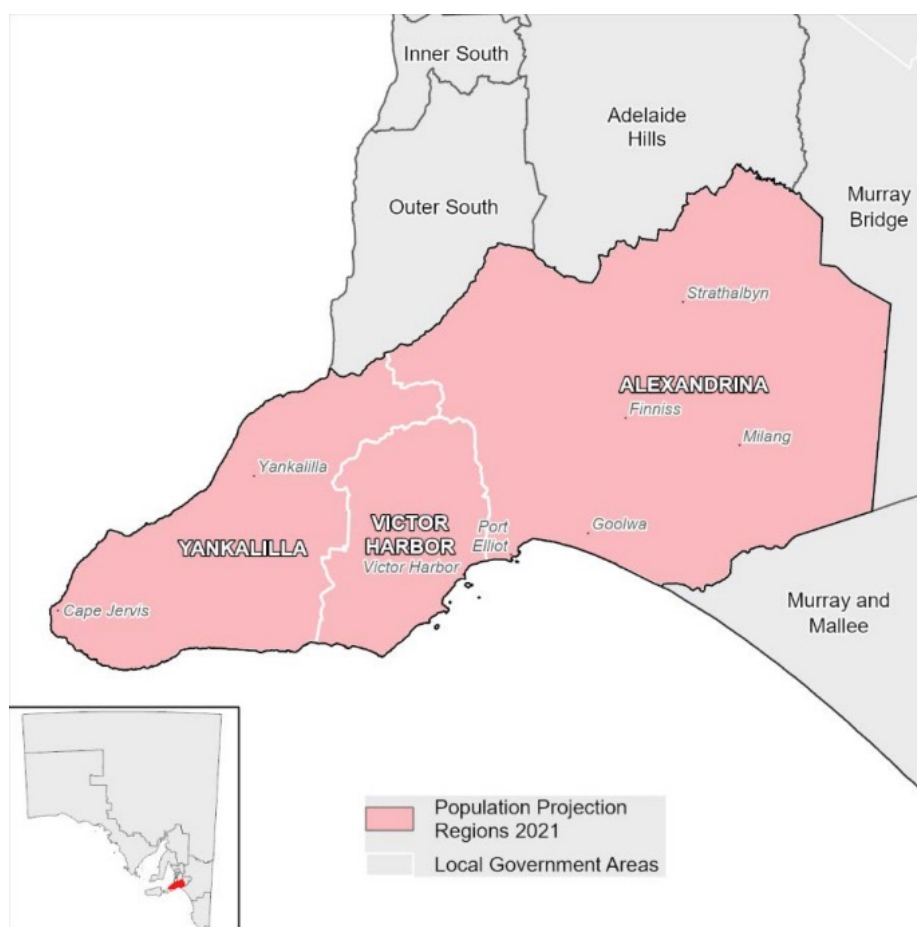 Inner South
Adelaide
Hills
Murray
Bridge
Outer South
Strathalbyn
ALEXANDRINA
Finniss
Milang
Yankalilla
Goolwa
VICTOR
HARBOR
Port
Elliot
YANKALILLA
Victor Harbor
Cape Jervis
Murray and
Mallee
Population Projection
Regions 2021
Local Government Areas